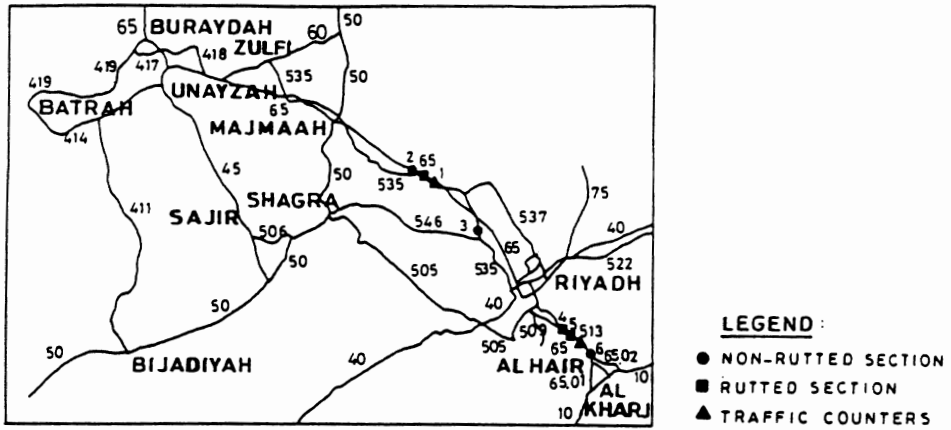 50
65 BURAYDAH
ZULFI 60
418
419 417
50
419
535
UNAYZAH
BATRAH
65
MAJMAAH
414
2 65 1
535
45
50
SHAGRA
75
411
SAJIR
546
3
537
40
506
65
50
535
522
505
RIYADH
50
40
509
4 5 513
50
505
65
6 65.02
BIJADIYAH
40
AL HAIR
10
65.01
AL
KHARJ
10
LEGEND :
NON-RUTTED SECTION
RUTTED SECTION
TRAFFIC COUNTERS